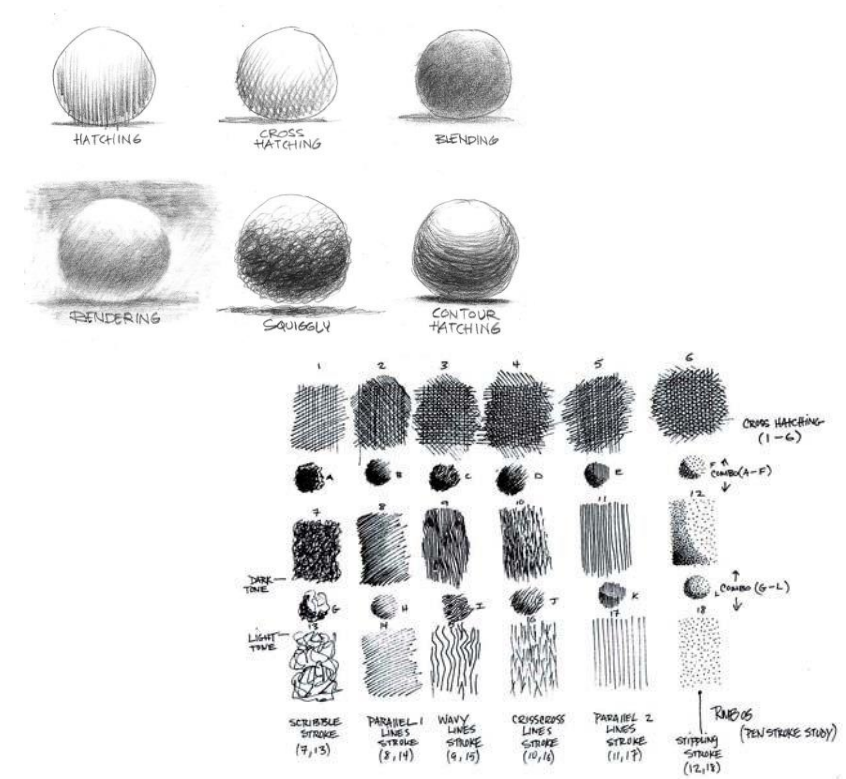 HATCHING
CROSS
HATCHING
BLENDING
RENDERING
SQUIGGLY
CONTOUR
HATCHING
1 2 3 4 5 6
CROSS HATCHING
(1-6)
A B C D E F
COMBO (A-F)
7 8 9 10 11 12
DARK
TONE
G H I J K L
COMBO (G-L)
13 14 16 17 18
LIGHT
TONE
SCRIBBLE
STROKE
(7,13)
PARALLEL 1
LINES
STROKE
(8,14)
WAVY
LINES
STROKE
(9,15)
CRISSCROSS
LINES
STROKE
(10,16)
PARALLEL 2
LINES
STROKE
(11,17)
STIPPLING
STROKE
(12,18)
(PEN STROKE STUDY)